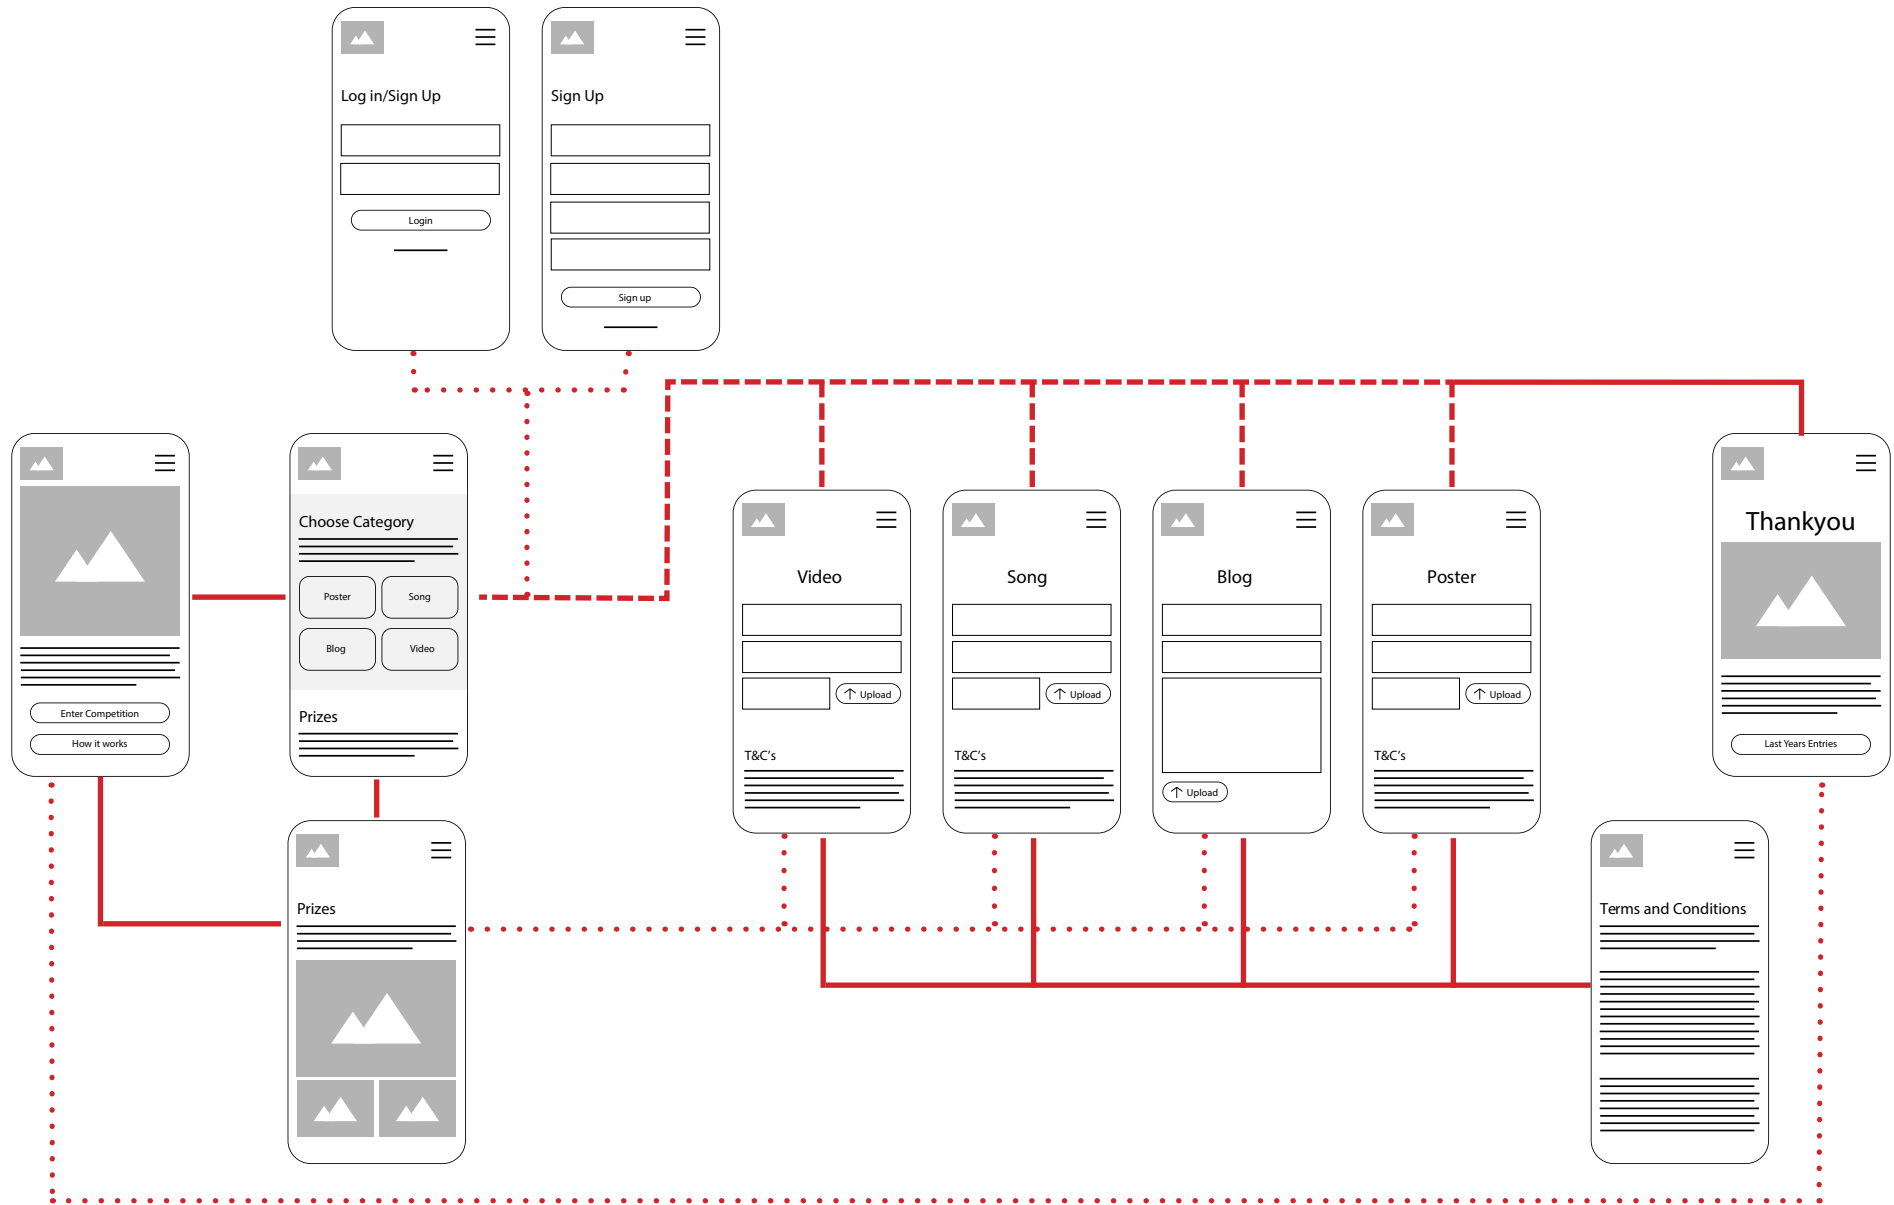 Log in/Sign Up
Login
Sign Up
Sign up
Enter Competition
How it works
Choose Category
Poster
Song
Blog
Video
Prizes
Prizes
Video
Upload
T&C's
Song
Upload
T&C's
Blog
Upload
Poster
Upload
T&C's
Thankyou
Last Years Entries
Terms and Conditions